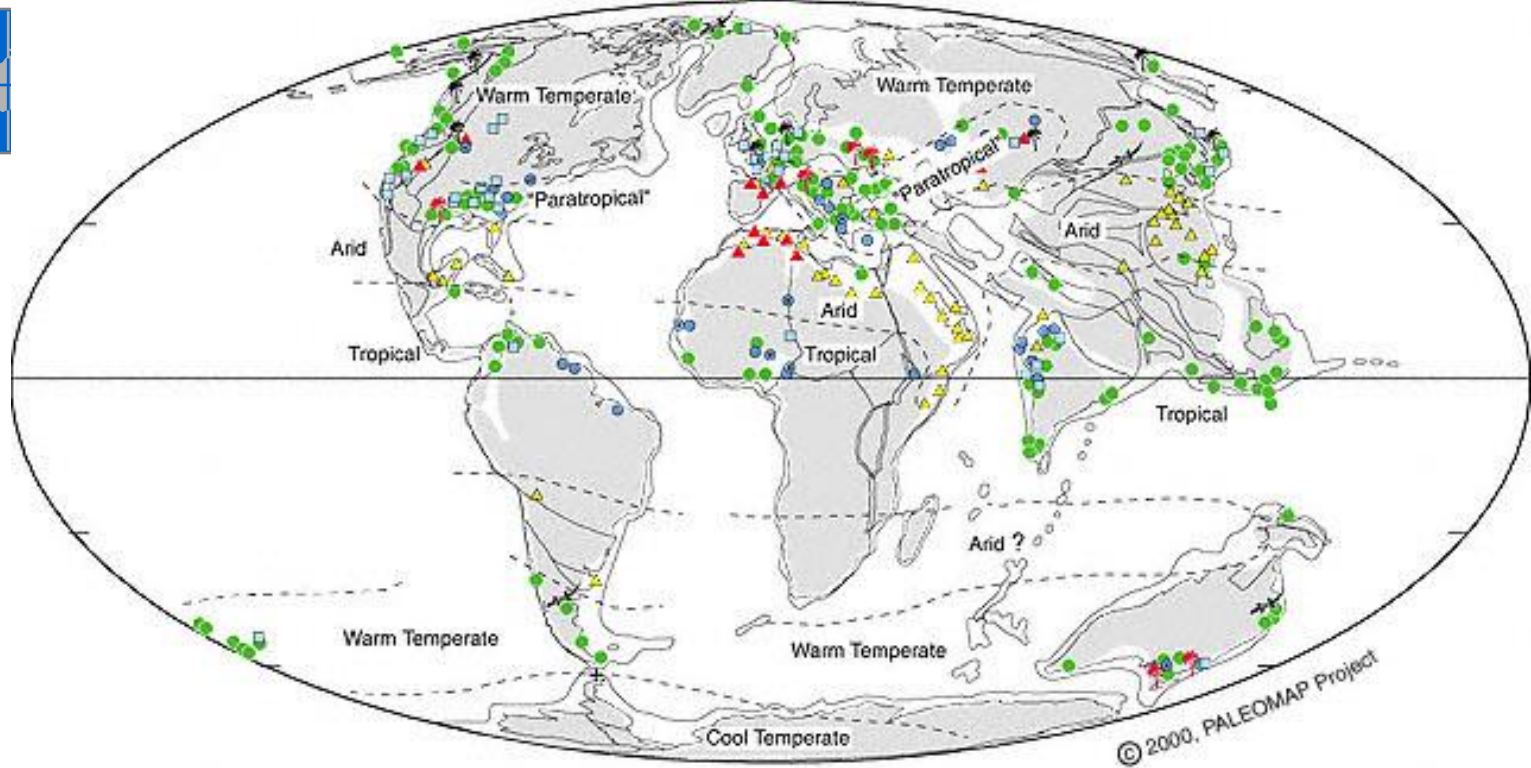 Warm Temperate
Warm Temperate
"Paratropical"
"Paratropical"
Arid
Arid
Arid
Tropical
Tropical
Tropical
Arid ?
Warm Temperate
Warm Temperate
Cool Temperate
© 2000, PALEOMAP Project